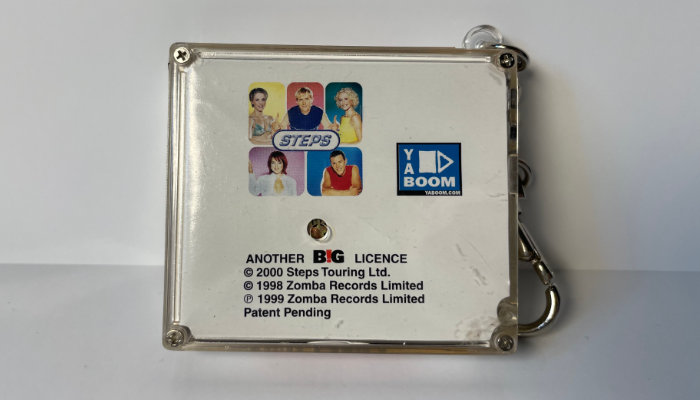 STEPS
YA
BOOM
YABOOM.COM
ANOTHER B!G LICENCE
© 2000 Steps Touring Ltd.
© 1998 Zomba Records Limited
℗ 1999 Zomba Records Limited
Patent Pending